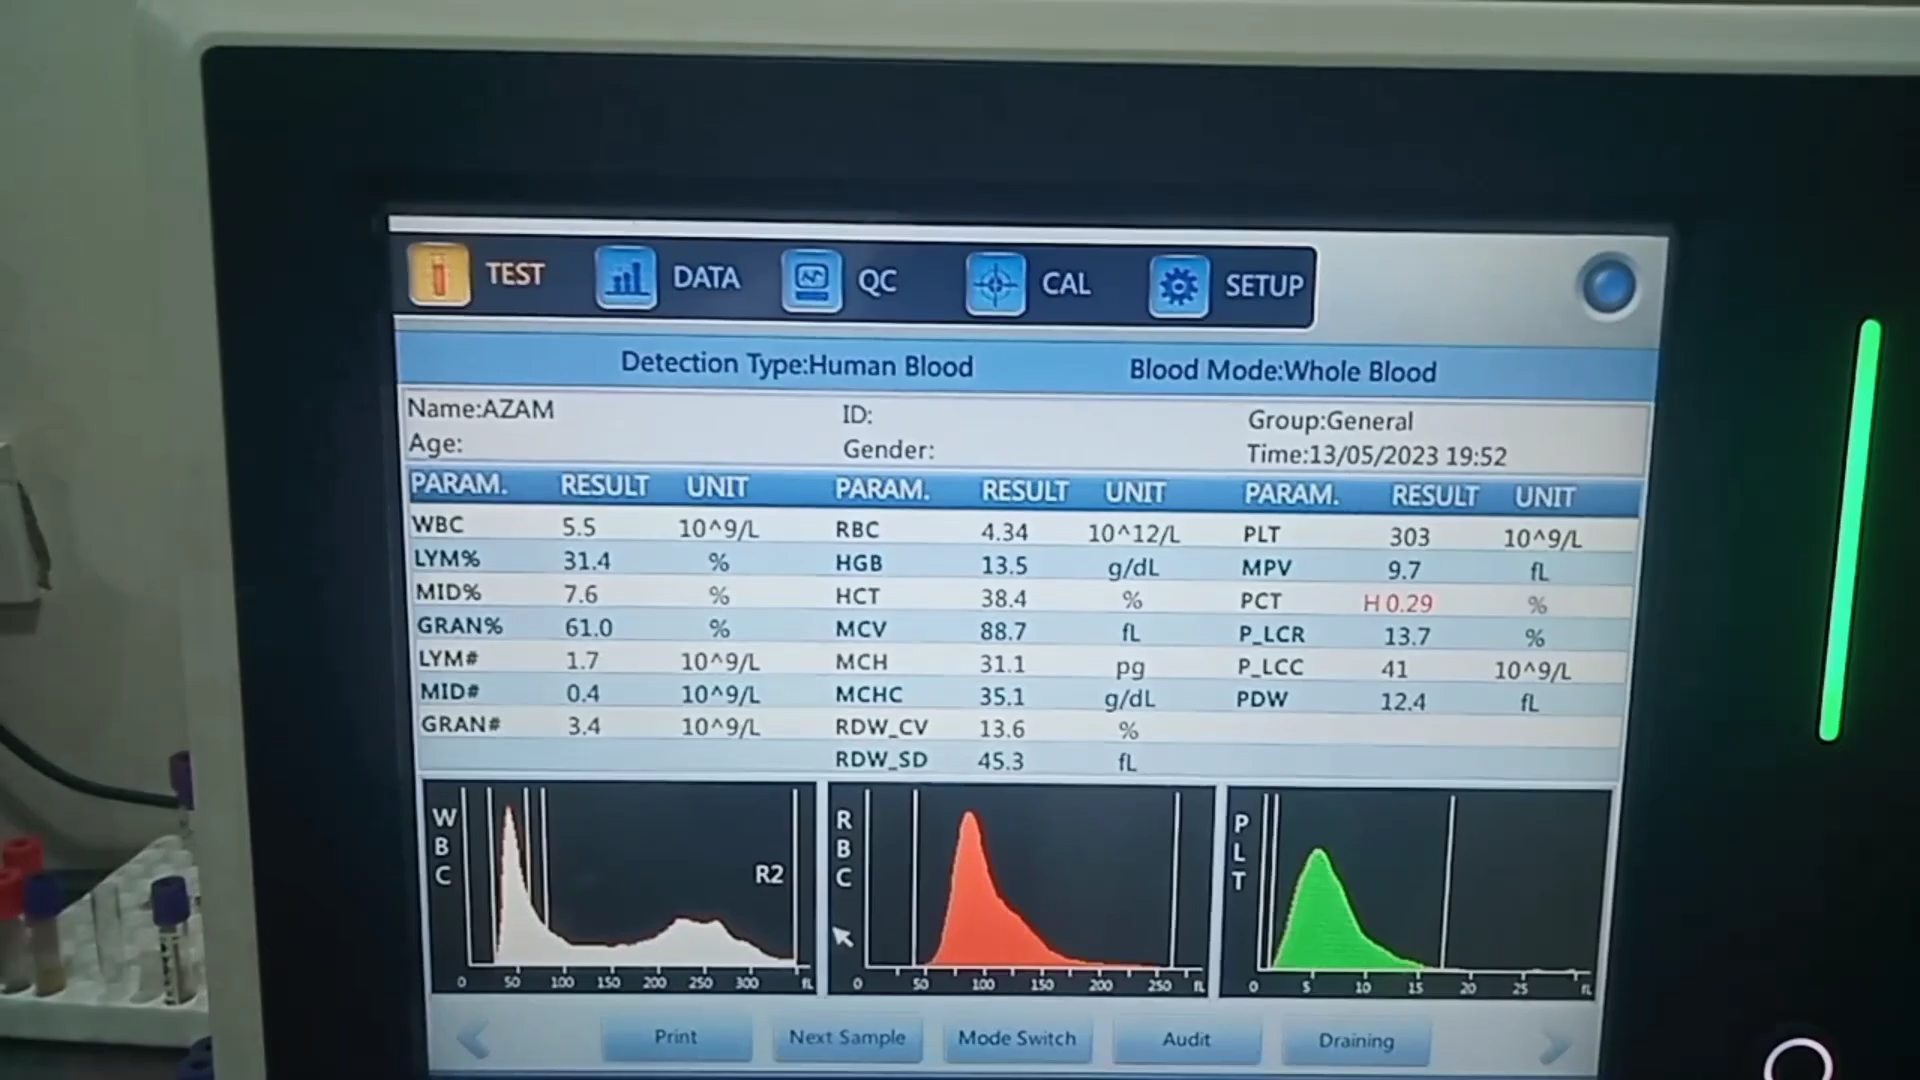 TEST DATA QC CAL SETUP
Detection Type:Human Blood Blood Mode:Whole Blood
Name:AZAM ID: Group:General
Age: Gender: Time:13/05/2023 19:52
PARAM. RESULT UNIT PARAM. RESULT UNIT PARAM. RESULT UNIT
WBC 5.5 10^9/L RBC 4.34 10^12/L PLT 303 10^9/L
LYM% 31.4 % HGB 13.5 g/dL MPV 9.7 fL
MID% 7.6 % HCT 38.4 % PCT H 0.29 %
GRAN% 61.0 % MCV 88.7 fL P_LCR 13.7 %
LYM# 1.7 10^9/L MCH 31.1 pg P_LCC 41 10^9/L
MID# 0.4 10^9/L MCHC 35.1 g/dL PDW 12.4 fL
GRAN# 3.4 10^9/L RDW_CV 13.6 %
RDW_SD 45.3 fL
WBC R2 RBC PLT
0 50 100 150 200 250 300 fL 0 50 100 150 200 250 fL 0 5 10 15 20 25 fL
Print Next Sample Mode Switch Audit Draining